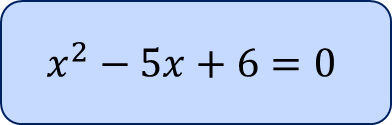 x² − 5x + 6 = 0